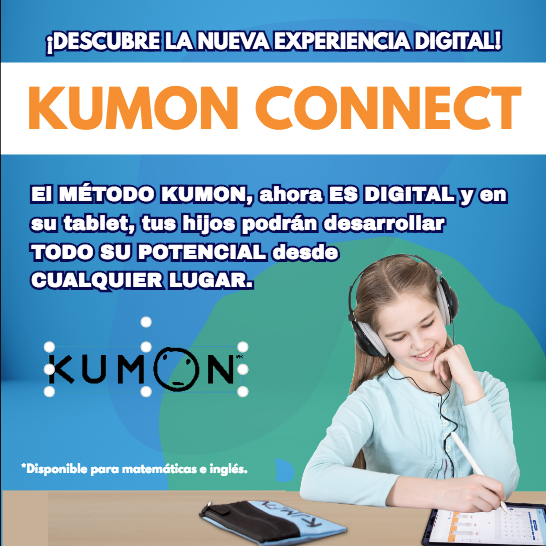 ¡DESCUBRE LA NUEVA EXPERIENCIA DIGITAL!
KUMON CONNECT
El MÉTODO KUMON, ahora ES DIGITAL y en
su tablet, tus hijos podrán desarrollar
TODO SU POTENCIAL desde
CUALQUIER LUGAR.
KUMON
*Disponible para matemáticas e inglés.
KUMON